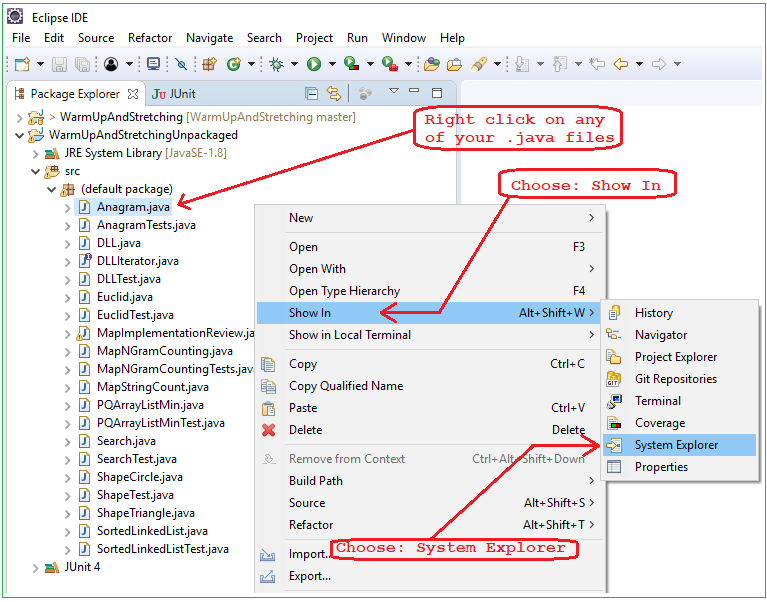 Eclipse IDE
File Edit Source Refactor Navigate Search Project Run Window Help
Package Explorer JUnit
> WarmUpAndStretching [WarmUpAndStretching master]
WarmUpAndStretchingUnpackaged
JRE System Library [JavaSE-1.8]
src
(default package)
Anagram.java
AnagramTests.java
DLL.java
DLLIterator.java
DLLTest.java
Euclid.java
EuclidTest.java
MapImplementationReview.ja
MapNGramCounting.java
MapNGramCountingTests.java
MapStringCount.java
PQArrayListMin.java
PQArrayListMinTest.java
Search.java
SearchTest.java
ShapeCircle.java
ShapeTest.java
ShapeTriangle.java
SortedLinkedList.java
SortedLinkedListTest.java
JUnit 4
Right click on any
of your .java files
Choose: Show In
New
Open F3
Open With
Open Type Hierarchy F4
Show In Alt+Shift+W
Show in Local Terminal
Copy Ctrl+C
Copy Qualified Name
Paste Ctrl+V
Delete Delete
Remove from Context Ctrl+Alt+Shift+Down
Build Path
Source Alt+Shift+S
Refactor Alt+Shift+T
Import...
Export...
Choose: System Explorer
History
Navigator
Project Explorer
Git Repositories
Terminal
Coverage
System Explorer
Properties